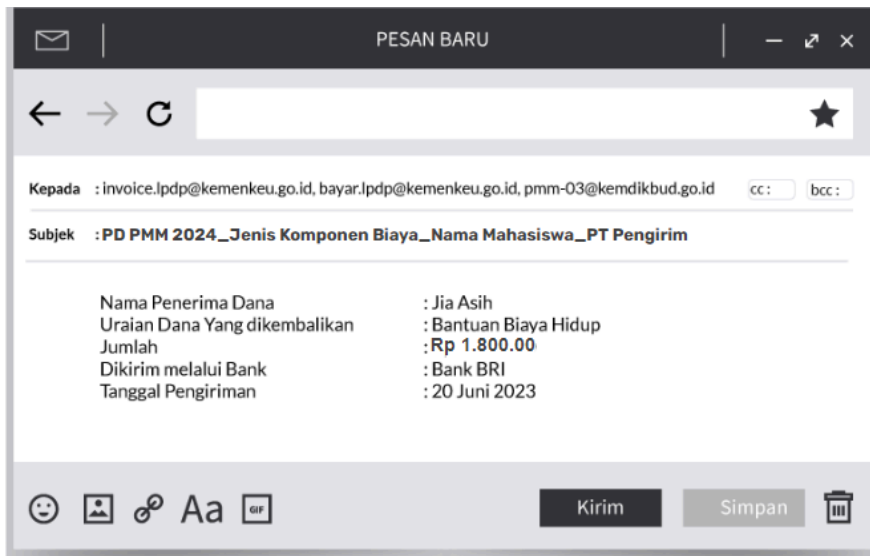 PESAN BARU
Kepada : invoice.lpdp@kemenkeu.go.id, bayar.lpdp@kemenkeu.go.id, pmm-03@kemdikbud.go.id cc : bcc :
Subjek : PD PMM 2024_Jenis Komponen Biaya_Nama Mahasiswa_PT Pengirim
Nama Penerima Dana : Jia Asih
Uraian Dana Yang dikembalikan : Bantuan Biaya Hidup
Jumlah : Rp 1.800.00
Dikirim melalui Bank : Bank BRI
Tanggal Pengiriman : 20 Juni 2023
Aa GIF Kirim Simpan